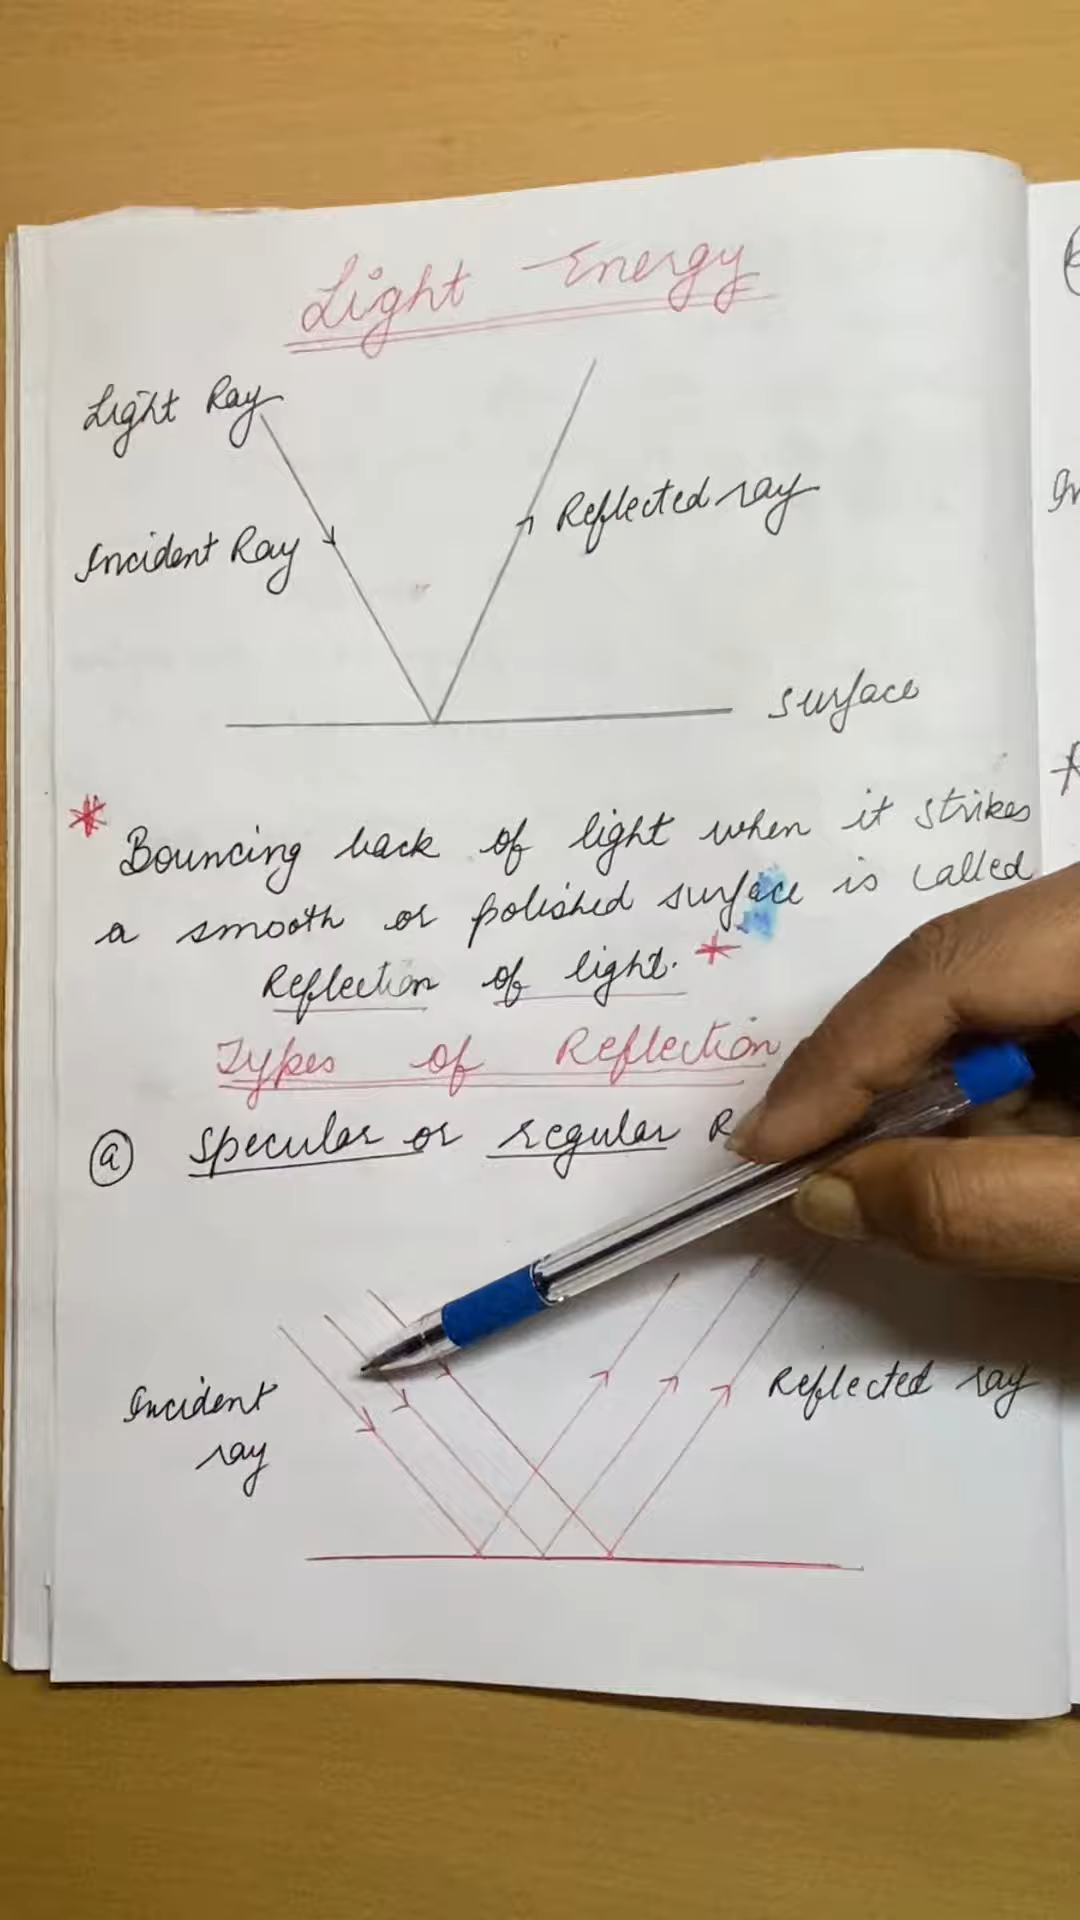 Light Energy
Light Ray
Reflected ray
Incident Ray
Surface
* Bouncing back of light when it strikes
a smooth or polished surface is called
Reflection of light. *
Types of Reflection
(a) Specular or regular R
Incident
ray
Reflected ray